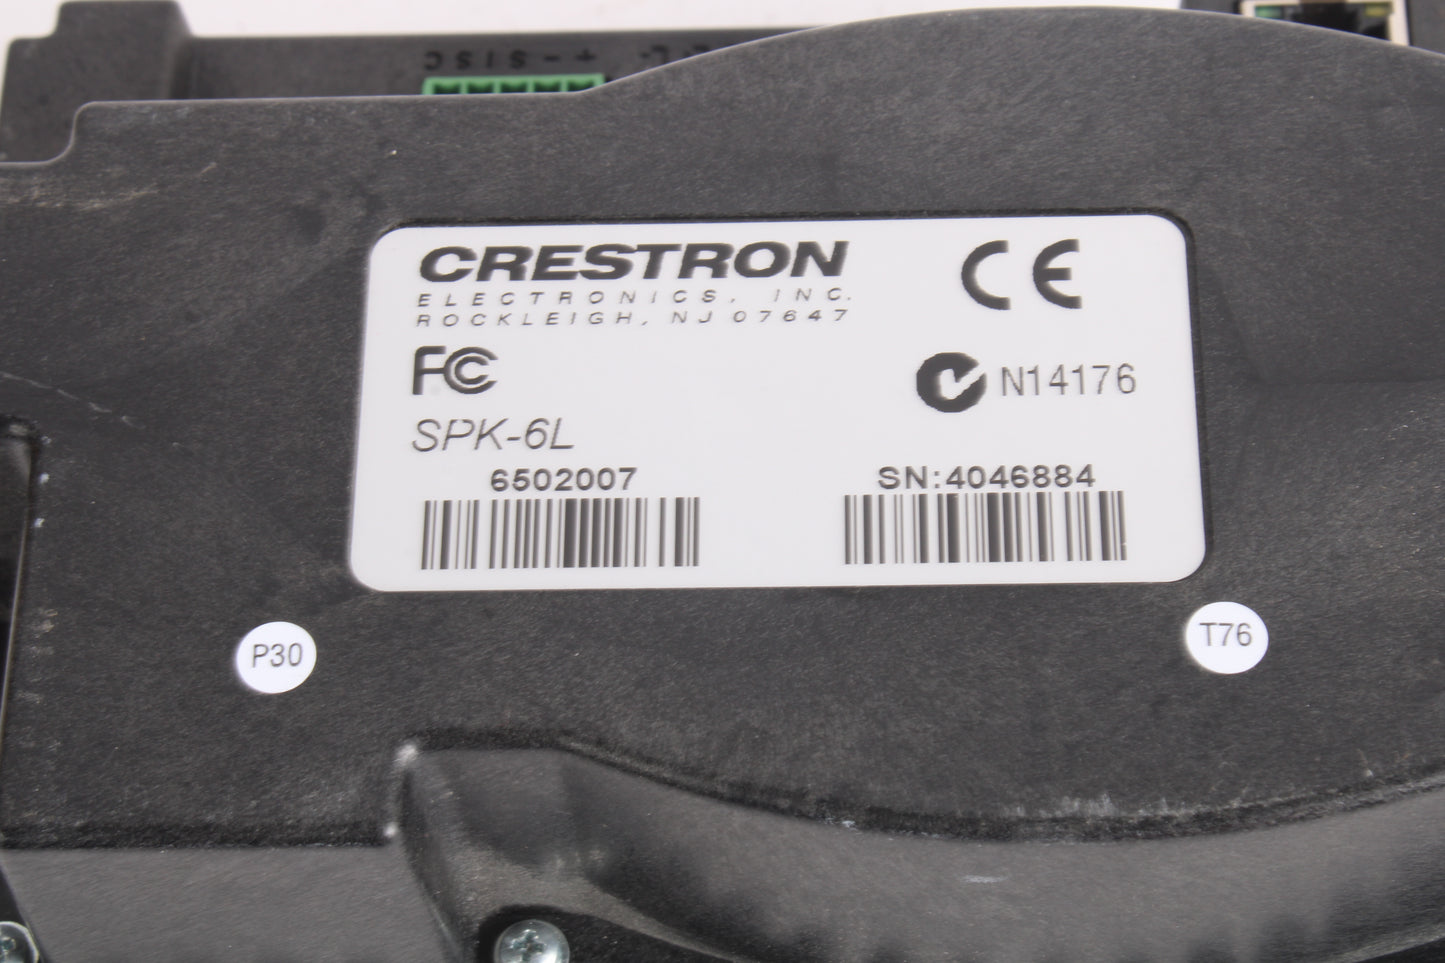 CRESTRON
ELECTRONICS, INC.
ROCKLEIGH, NJ 07647
CE
FC
N14176
SPK-6L
6502007
SN:4046884
P30
T76